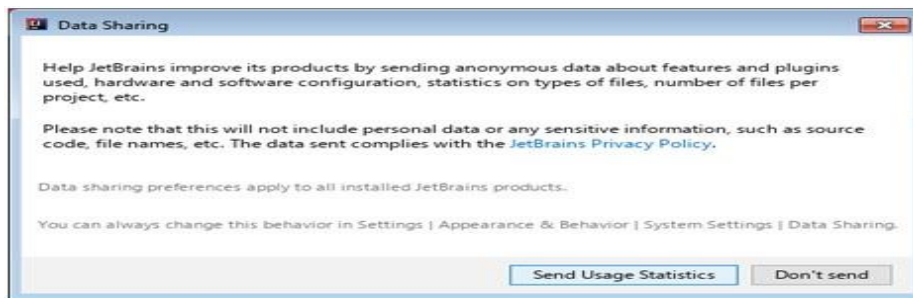 Data Sharing
Help JetBrains improve its products by sending anonymous data about features and plugins
used, hardware and software configuration, statistics on types of files, number of files per
project, etc.
Please note that this will not include personal data or any sensitive information, such as source
code, file names, etc. The data sent complies with the JetBrains Privacy Policy.
Data sharing preferences apply to all installed JetBrains products.
You can always change this behavior in Settings | Appearance & Behavior | System Settings | Data Sharing.
Send Usage Statistics
Don't send